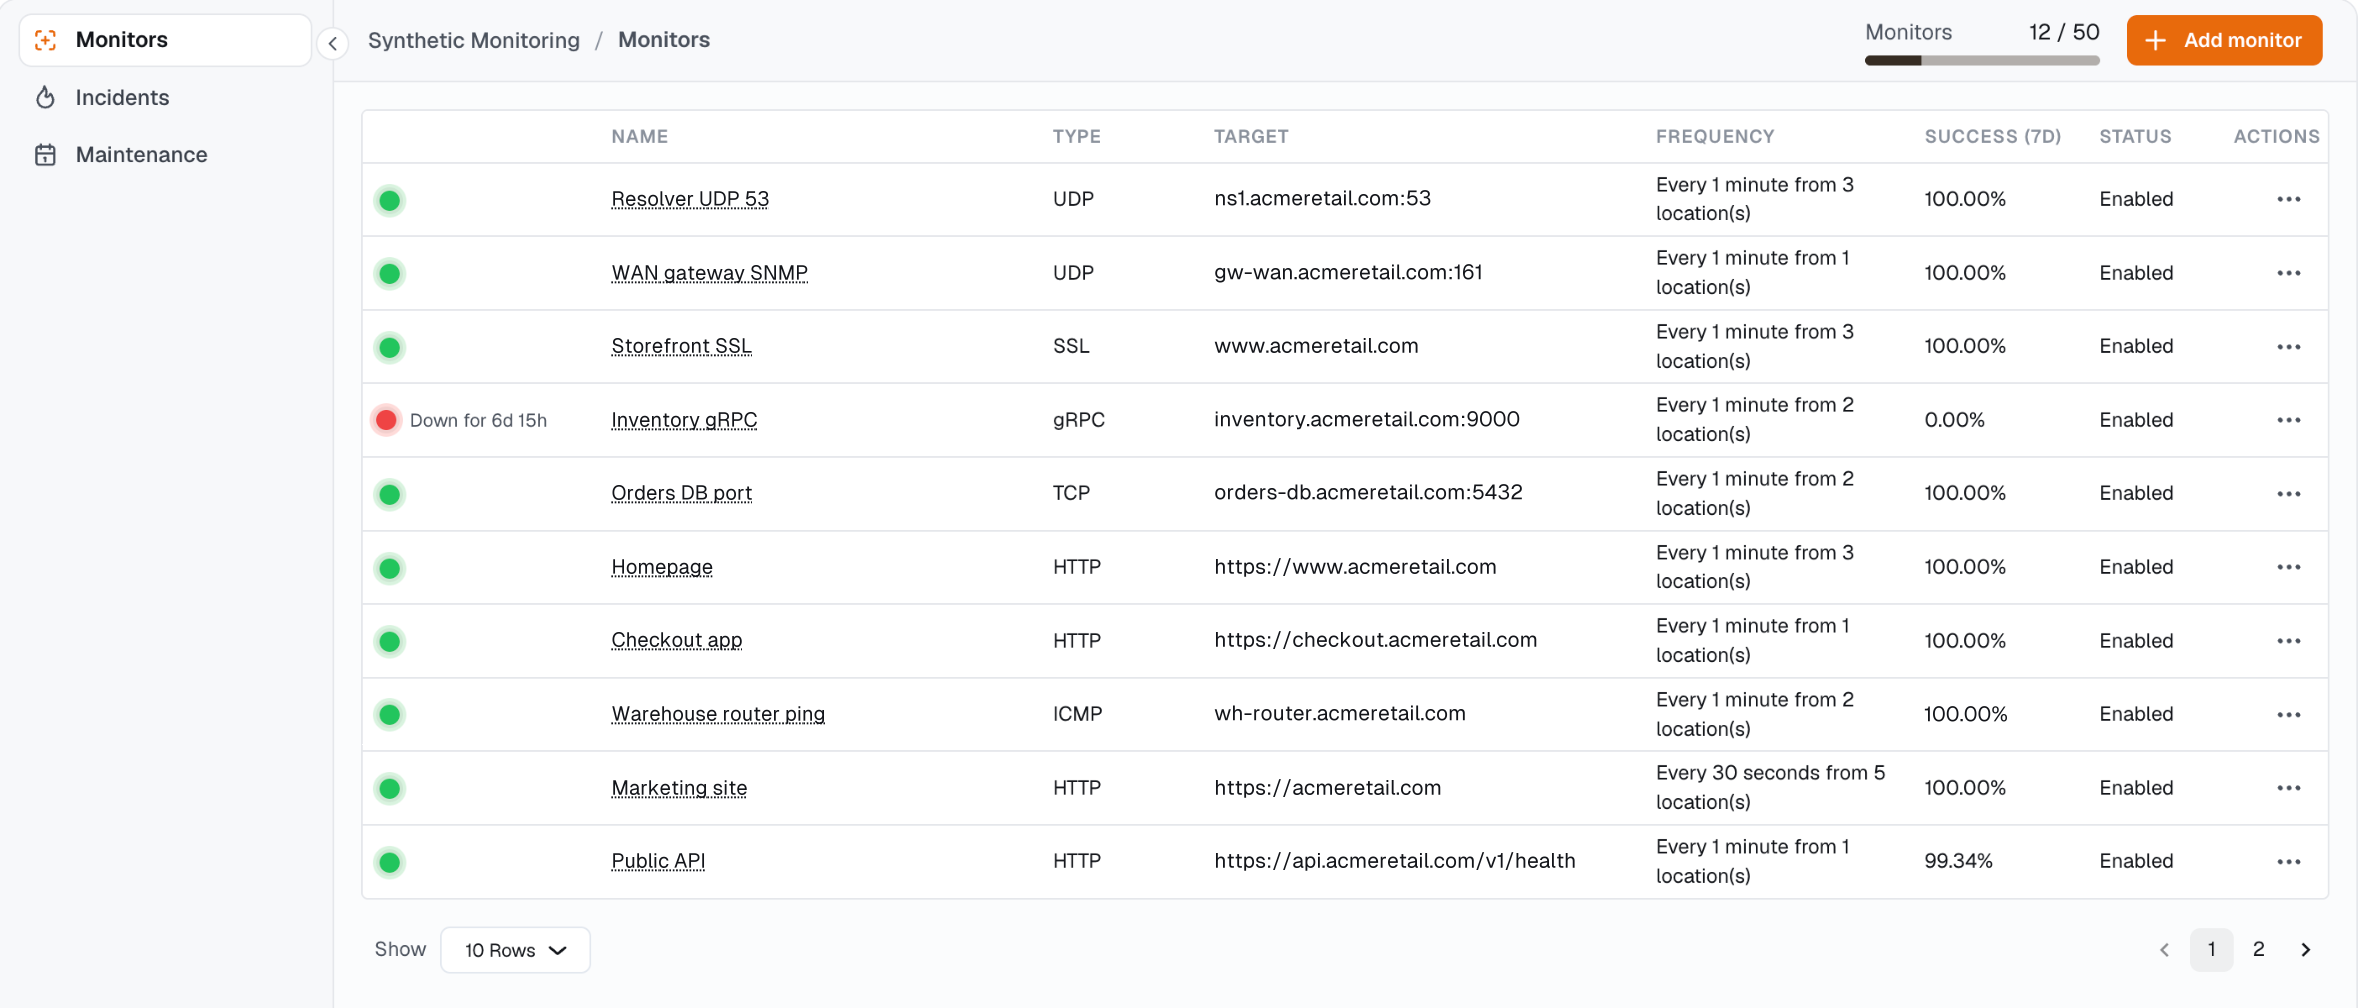 Monitors
Incidents
Maintenance
Synthetic Monitoring / Monitors
Monitors 12 / 50
Add monitor
NAME TYPE TARGET FREQUENCY SUCCESS (7D) STATUS ACTIONS
Resolver UDP 53 UDP ns1.acmeretail.com:53 Every 1 minute from 3 location(s) 100.00% Enabled
WAN gateway SNMP UDP gw-wan.acmeretail.com:161 Every 1 minute from 1 location(s) 100.00% Enabled
Storefront SSL SSL www.acmeretail.com Every 1 minute from 3 location(s) 100.00% Enabled
Down for 6d 15h Inventory gRPC gRPC inventory.acmeretail.com:9000 Every 1 minute from 2 location(s) 0.00% Enabled
Orders DB port TCP orders-db.acmeretail.com:5432 Every 1 minute from 2 location(s) 100.00% Enabled
Homepage HTTP https://www.acmeretail.com Every 1 minute from 3 location(s) 100.00% Enabled
Checkout app HTTP https://checkout.acmeretail.com Every 1 minute from 1 location(s) 100.00% Enabled
Warehouse router ping ICMP wh-router.acmeretail.com Every 1 minute from 2 location(s) 100.00% Enabled
Marketing site HTTP https://acmeretail.com Every 30 seconds from 5 location(s) 100.00% Enabled
Public API HTTP https://api.acmeretail.com/v1/health Every 1 minute from 1 location(s) 99.34% Enabled
Show 10 Rows
1 2